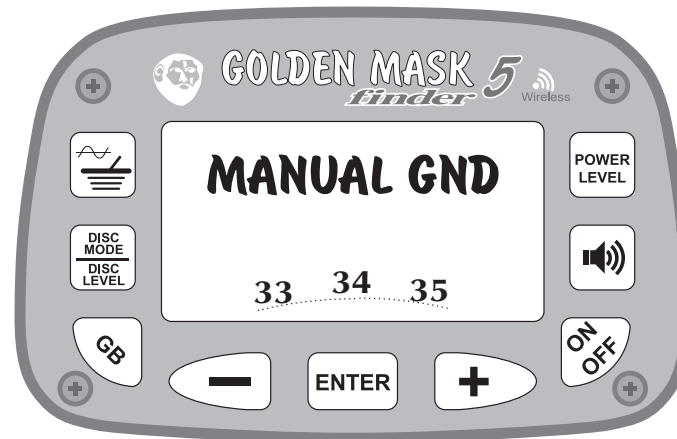 GOLDEN MASK 5
finder
Wireless
MANUAL GND
33 34 35
POWER
LEVEL
DISC
MODE
DISC
LEVEL
GB
ENTER
ON
OFF